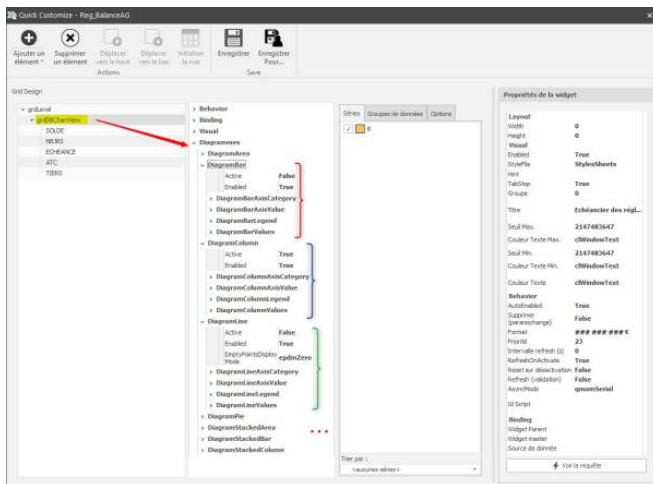 Quick Customize - Reg_BalanceAG
Ajouter un élément
Supprimer un élément
Déplacer vers le haut
Déplacer vers le bas
Initialiser la vue
Enregistrer
Enregistrer Pour...
Actions
Save
Grid Design
grdLevel
grdDBChartView
SOLDE
NBJRS
ECHEANCE
ATC
TIERS
Behavior
Binding
Visual
Diagrammes
DiagramArea
DiagramBar
Active False
Enabled True
DiagramBarAxisCategory
DiagramBarAxisValue
DiagramBarLegend
DiagramBarValues
DiagramColumn
Active True
Enabled True
DiagramColumnAxisCategory
DiagramColumnAxisValue
DiagramColumnLegend
DiagramColumnValues
DiagramLine
Active False
Enabled True
EmptyPointsDisplay Mode epdmZero
DiagramLineAxisCategory
DiagramLineAxisValue
DiagramLineLegend
DiagramLineValues
DiagramPie
DiagramStackedArea
DiagramStackedBar
DiagramStackedColumn
Séries
Groupes de données
Options
Trier par :
<aucunes séries>
Propriétés de la widget
Layout
Width 0
Height 0
Visual
Enabled True
StyleFile StylesSheets
Hint
TabStop True
Groupe 0
Titre Echéancier des régl...
Seuil Max. 2147483647
Couleur Texte Max. clWindowText
Seuil Min. 2147483647
Couleur Texte Min. clWindowText
Couleur Texte clWindowText
Behavior
AutoEnabled True
Supprimer (paramschange) False
Format ### ### ### €
Priorité 23
Intervalle refresh (s) 0
RefreshOnActivate True
Reset sur désactivation False
Refresh (validation) False
AsyncMode qmamSerial
Id Script
Binding
Widget Parent
Widget master
Source de donnée
Voir la requête